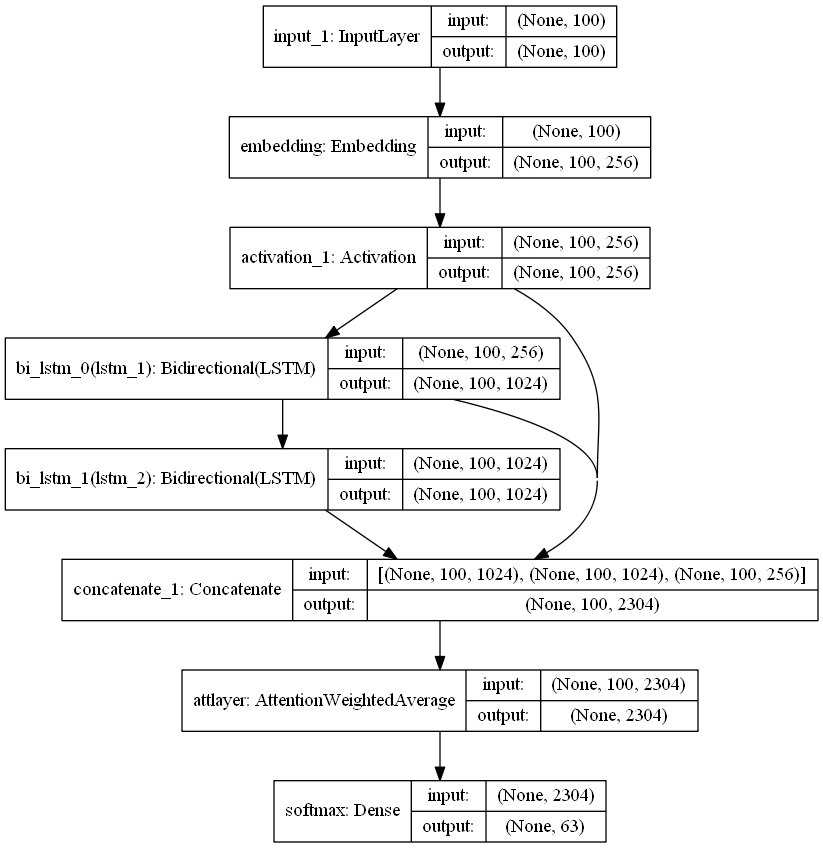 input_1: InputLayer
input: (None, 100)
output: (None, 100)
embedding: Embedding
input: (None, 100)
output: (None, 100, 256)
activation_1: Activation
input: (None, 100, 256)
output: (None, 100, 256)
bi_lstm_0(lstm_1): Bidirectional(LSTM)
input: (None, 100, 256)
output: (None, 100, 1024)
bi_lstm_1(lstm_2): Bidirectional(LSTM)
input: (None, 100, 1024)
output: (None, 100, 1024)
concatenate_1: Concatenate
input: [(None, 100, 1024), (None, 100, 1024), (None, 100, 256)]
output: (None, 100, 2304)
attlayer: AttentionWeightedAverage
input: (None, 100, 2304)
output: (None, 2304)
softmax: Dense
input: (None, 2304)
output: (None, 63)